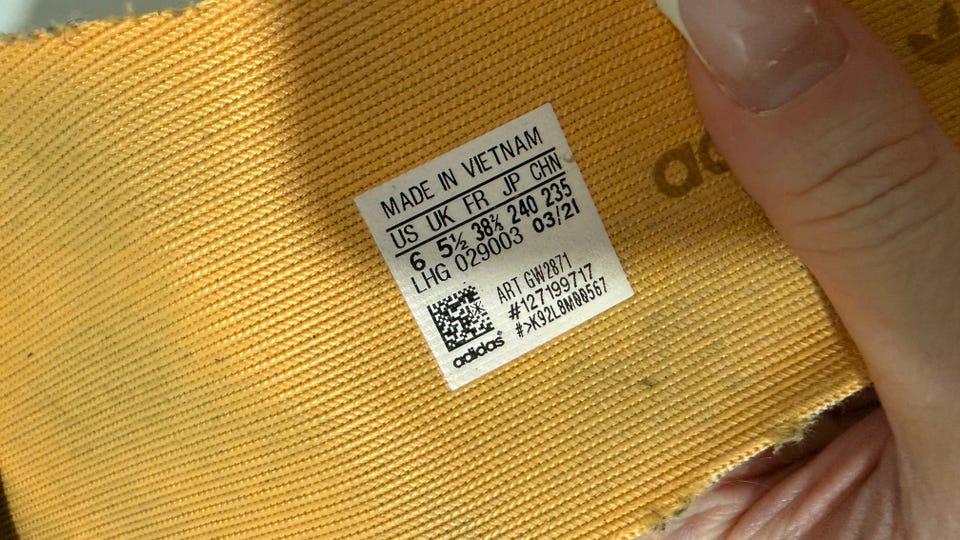 MADE IN VIETNAM
US UK FR JP CHN
6 5½ 38⅔ 240 235
LHG 029003 03/21
ART GW2871
#127199717
#>K92L8M00567
adidas